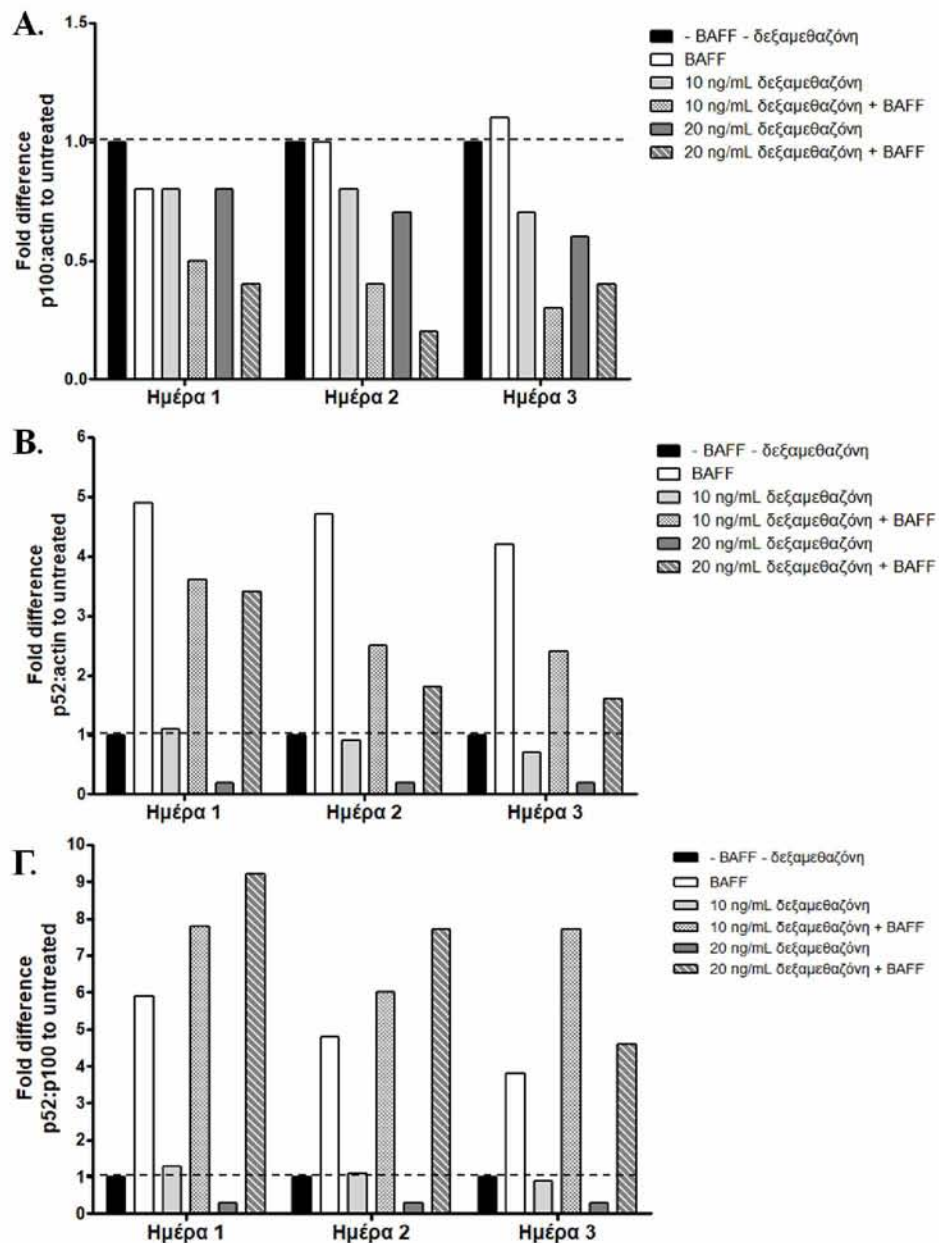 A.
Fold difference
p100:actin to untreated
1.5
1.0
0.5
0.0
Ημέρα 1
Ημέρα 2
Ημέρα 3
- BAFF - δεξαμεθαζόνη
BAFF
10 ng/mL δεξαμεθαζόνη
10 ng/mL δεξαμεθαζόνη + BAFF
20 ng/mL δεξαμεθαζόνη
20 ng/mL δεξαμεθαζόνη + BAFF
B.
Fold difference
p52:actin to untreated
6
5
4
3
2
1
0
Ημέρα 1
Ημέρα 2
Ημέρα 3
- BAFF - δεξαμεθαζόνη
BAFF
10 ng/mL δεξαμεθαζόνη
10 ng/mL δεξαμεθαζόνη + BAFF
20 ng/mL δεξαμεθαζόνη
20 ng/mL δεξαμεθαζόνη + BAFF
Γ.
Fold difference
p52:p100 to untreated
10
9
8
7
6
5
4
3
2
1
0
Ημέρα 1
Ημέρα 2
Ημέρα 3
- BAFF - δεξαμεθαζόνη
BAFF
10 ng/mL δεξαμεθαζόνη
10 ng/mL δεξαμεθαζόνη + BAFF
20 ng/mL δεξαμεθαζόνη
20 ng/mL δεξαμεθαζόνη + BAFF